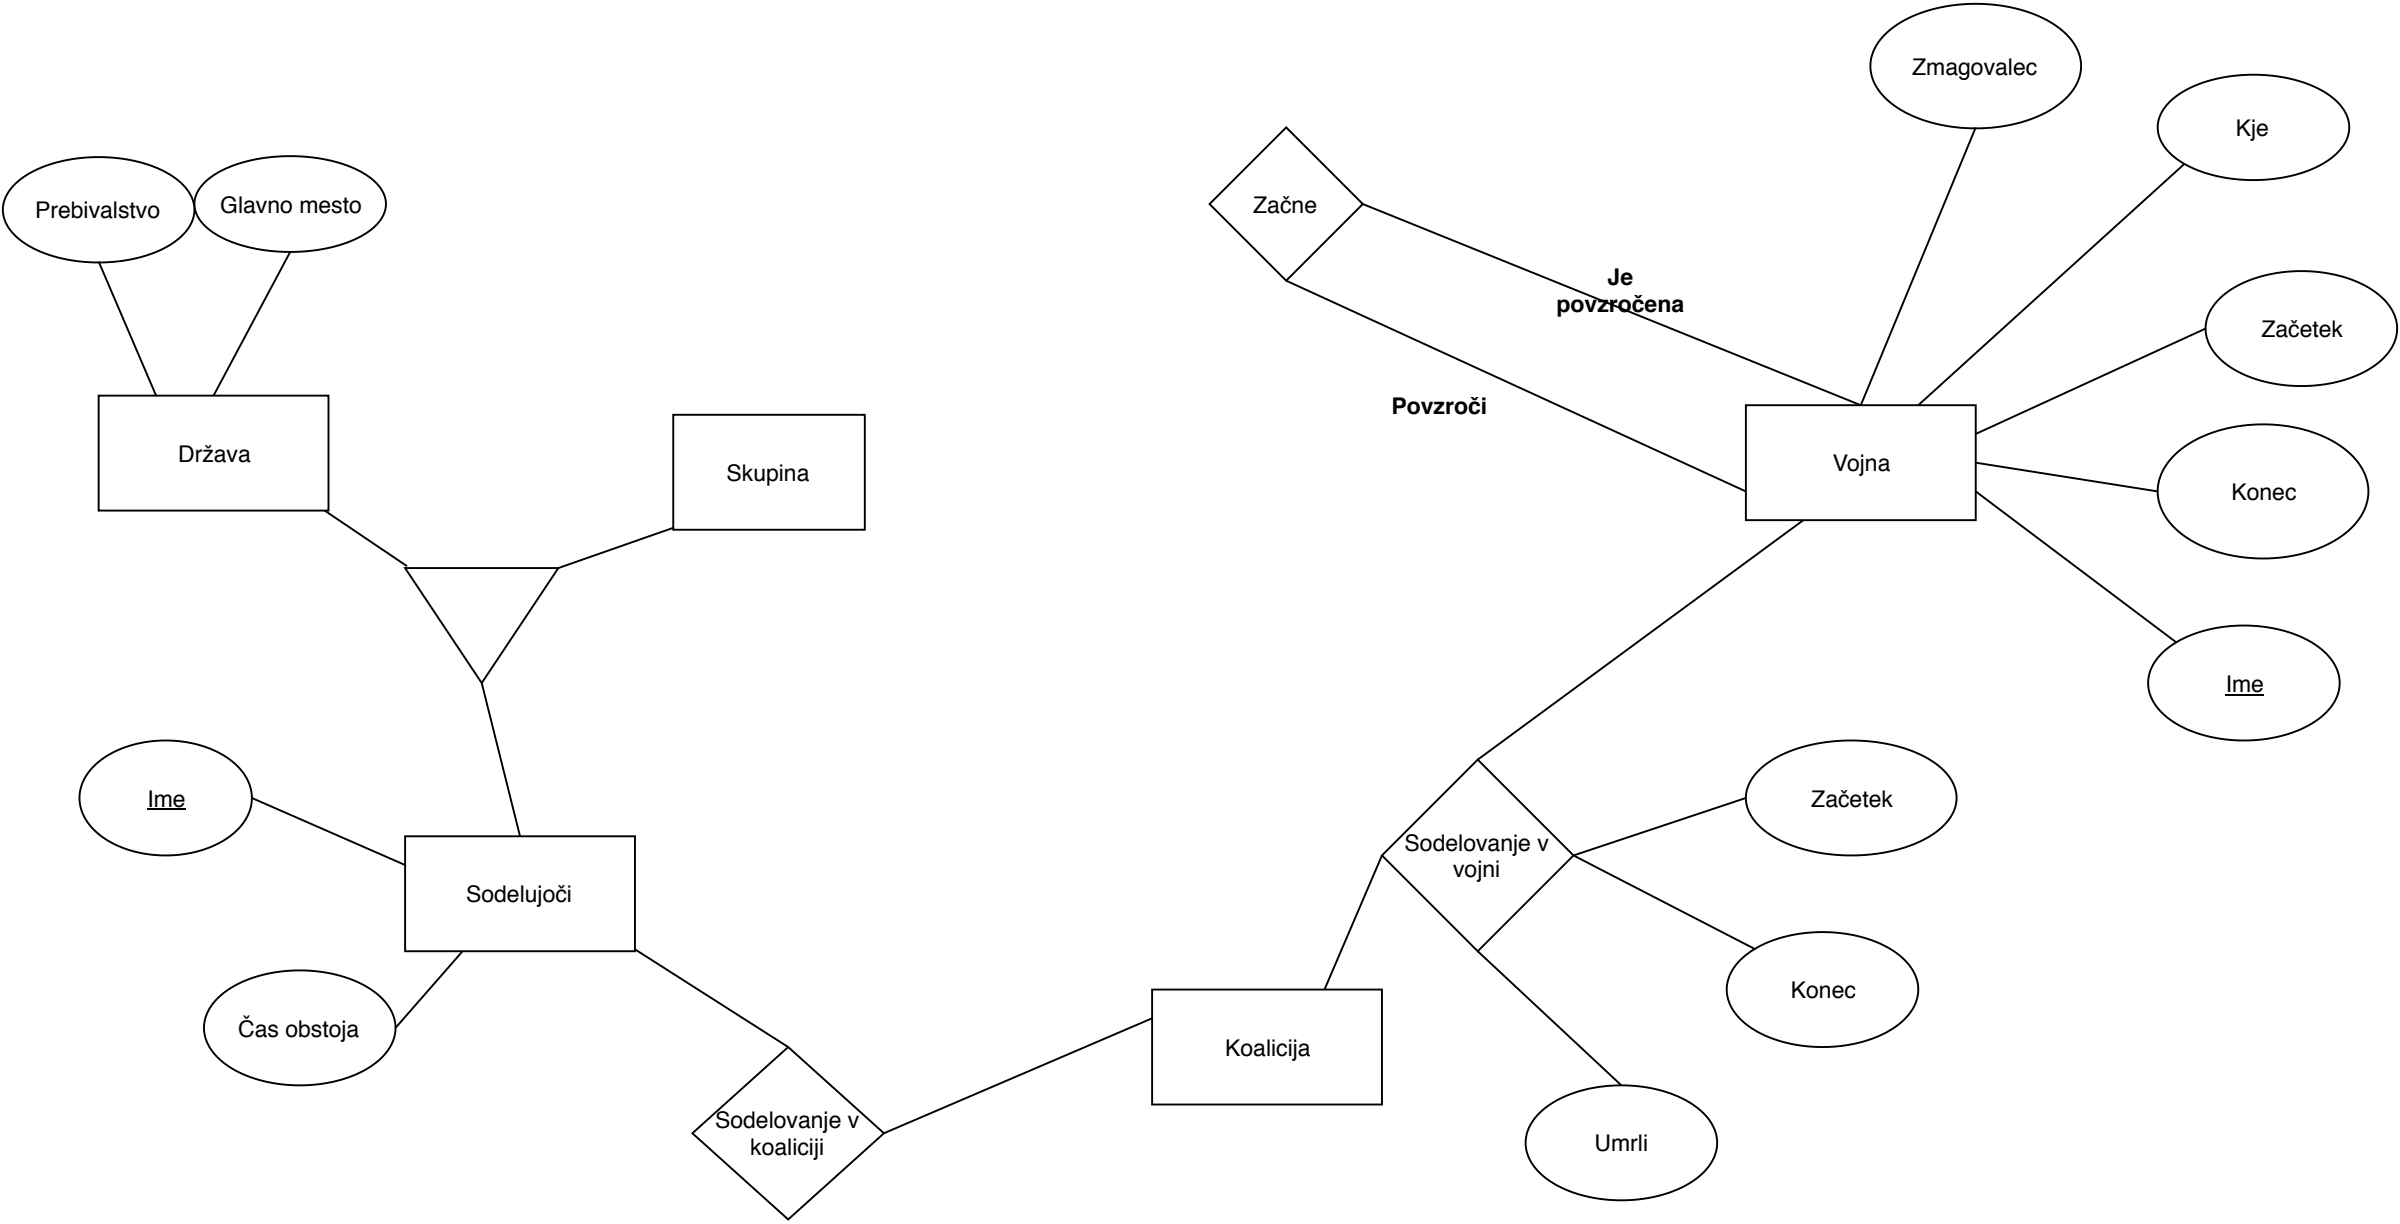 Zmagovalec
Kje
Prebivalstvo
Glavno mesto
Začne
Je
povzročena
Začetek
Povzroči
Država
Skupina
Vojna
Konec
Ime
Ime
Začetek
Sodelovanje v
vojni
Sodelujoči
Konec
Čas obstoja
Koalicija
Sodelovanje v
koaliciji
Umrli